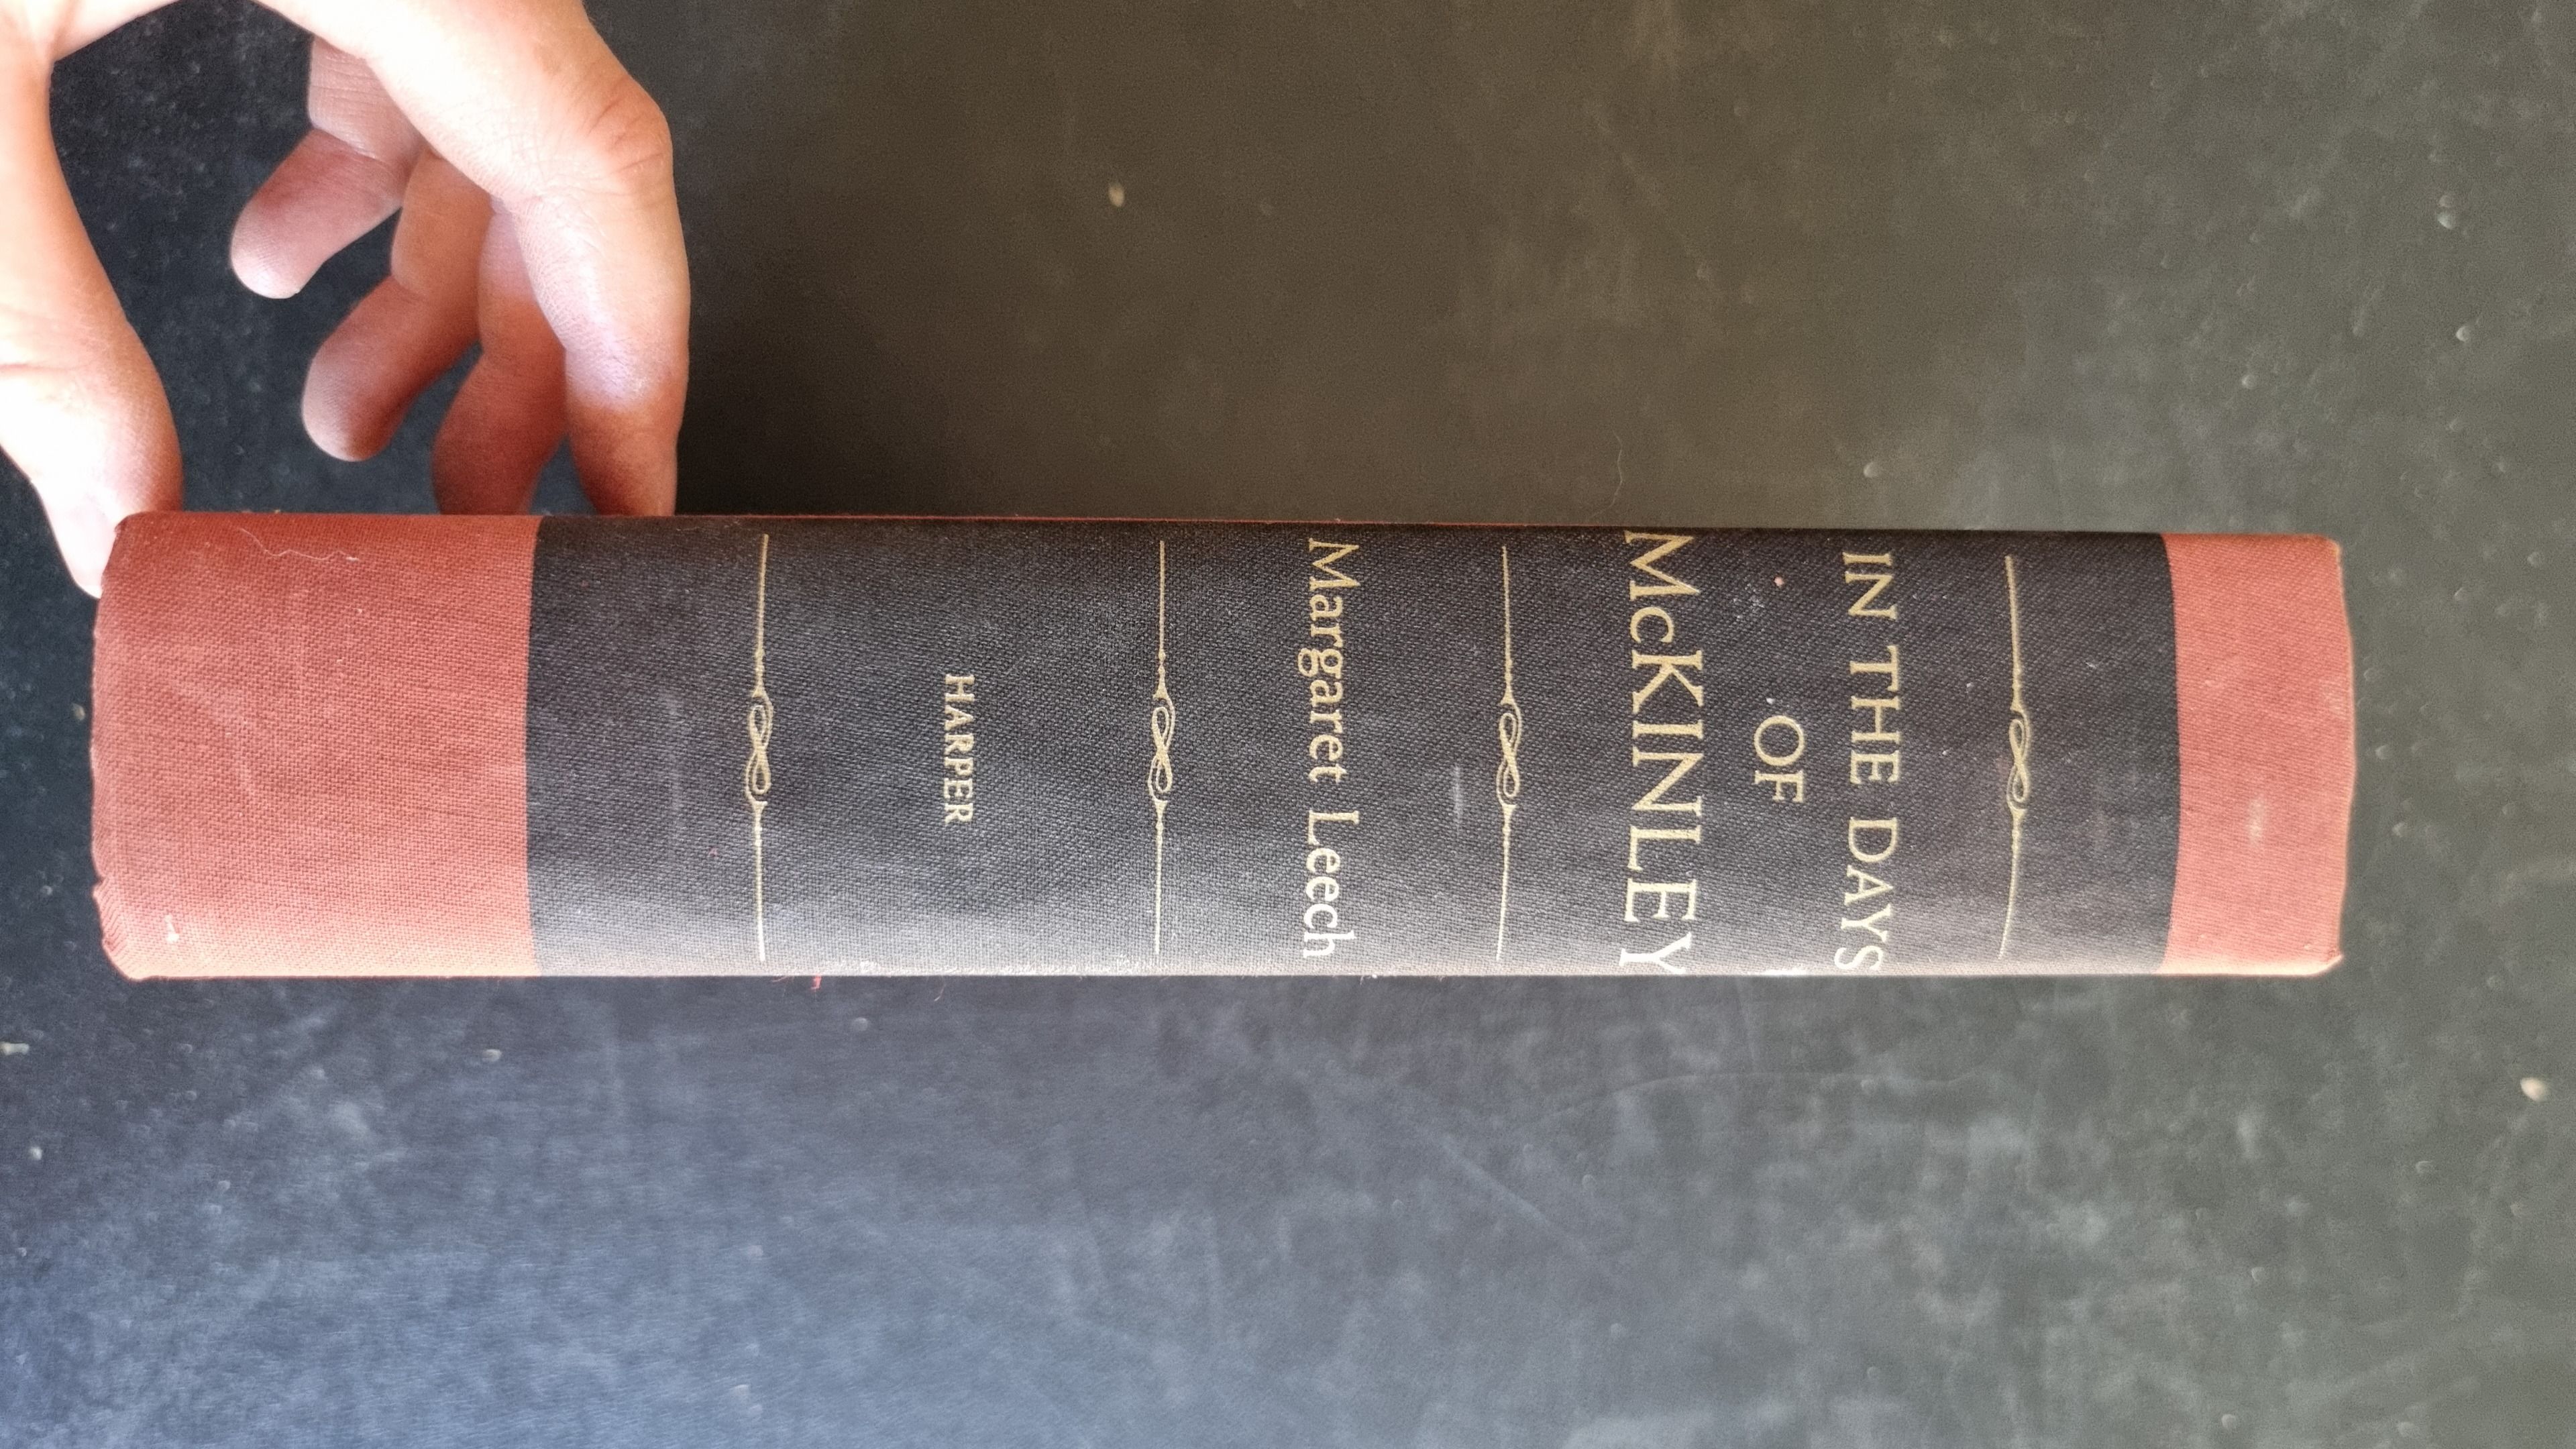 IN THE DAYS
OF
McKINLEY
Margaret Leech
HARPER